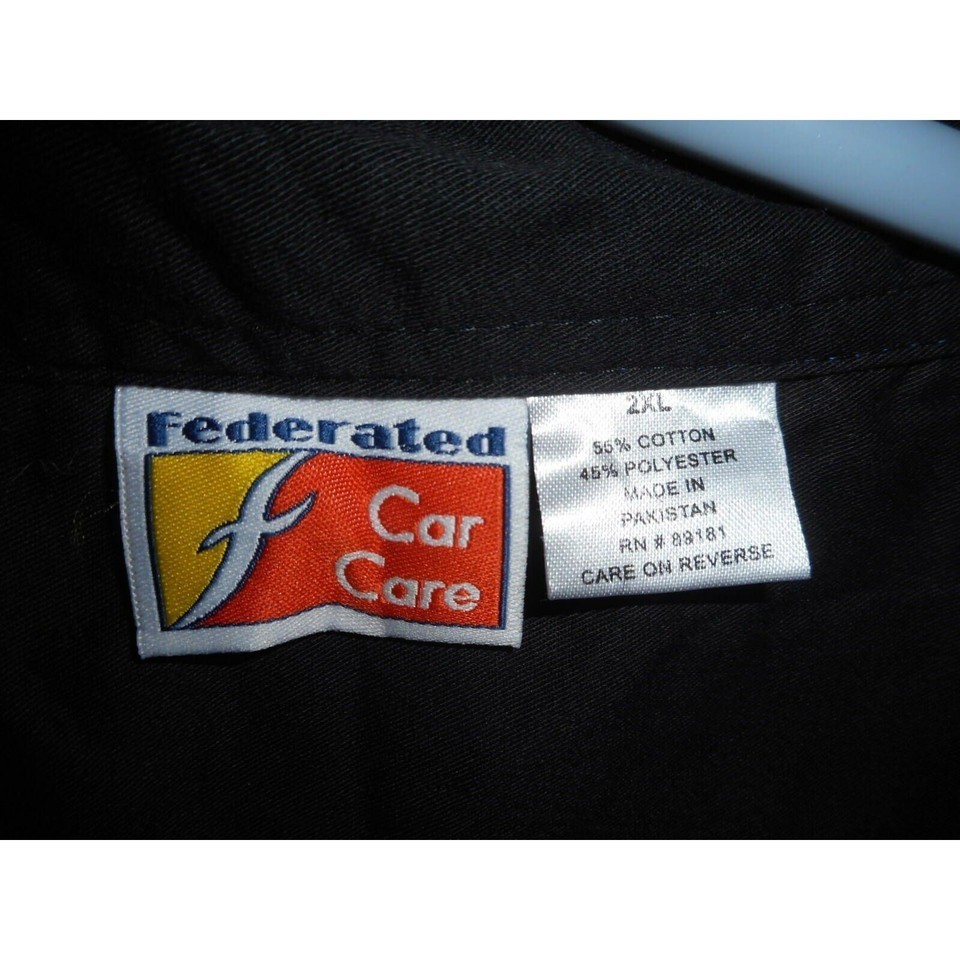 Federated
Car
Care
2XL
55% COTTON
45% POLYESTER
MADE IN
PAKISTAN
RN # 89181
CARE ON REVERSE